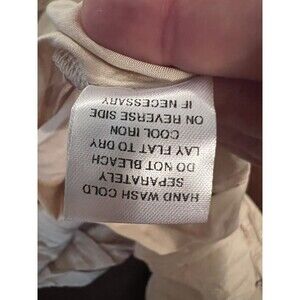 HAND WASH COLD
SEPARATELY
DO NOT BLEACH
LAY FLAT TO DRY
COOL IRON
ON REVERSE SIDE
IF NECESSARY